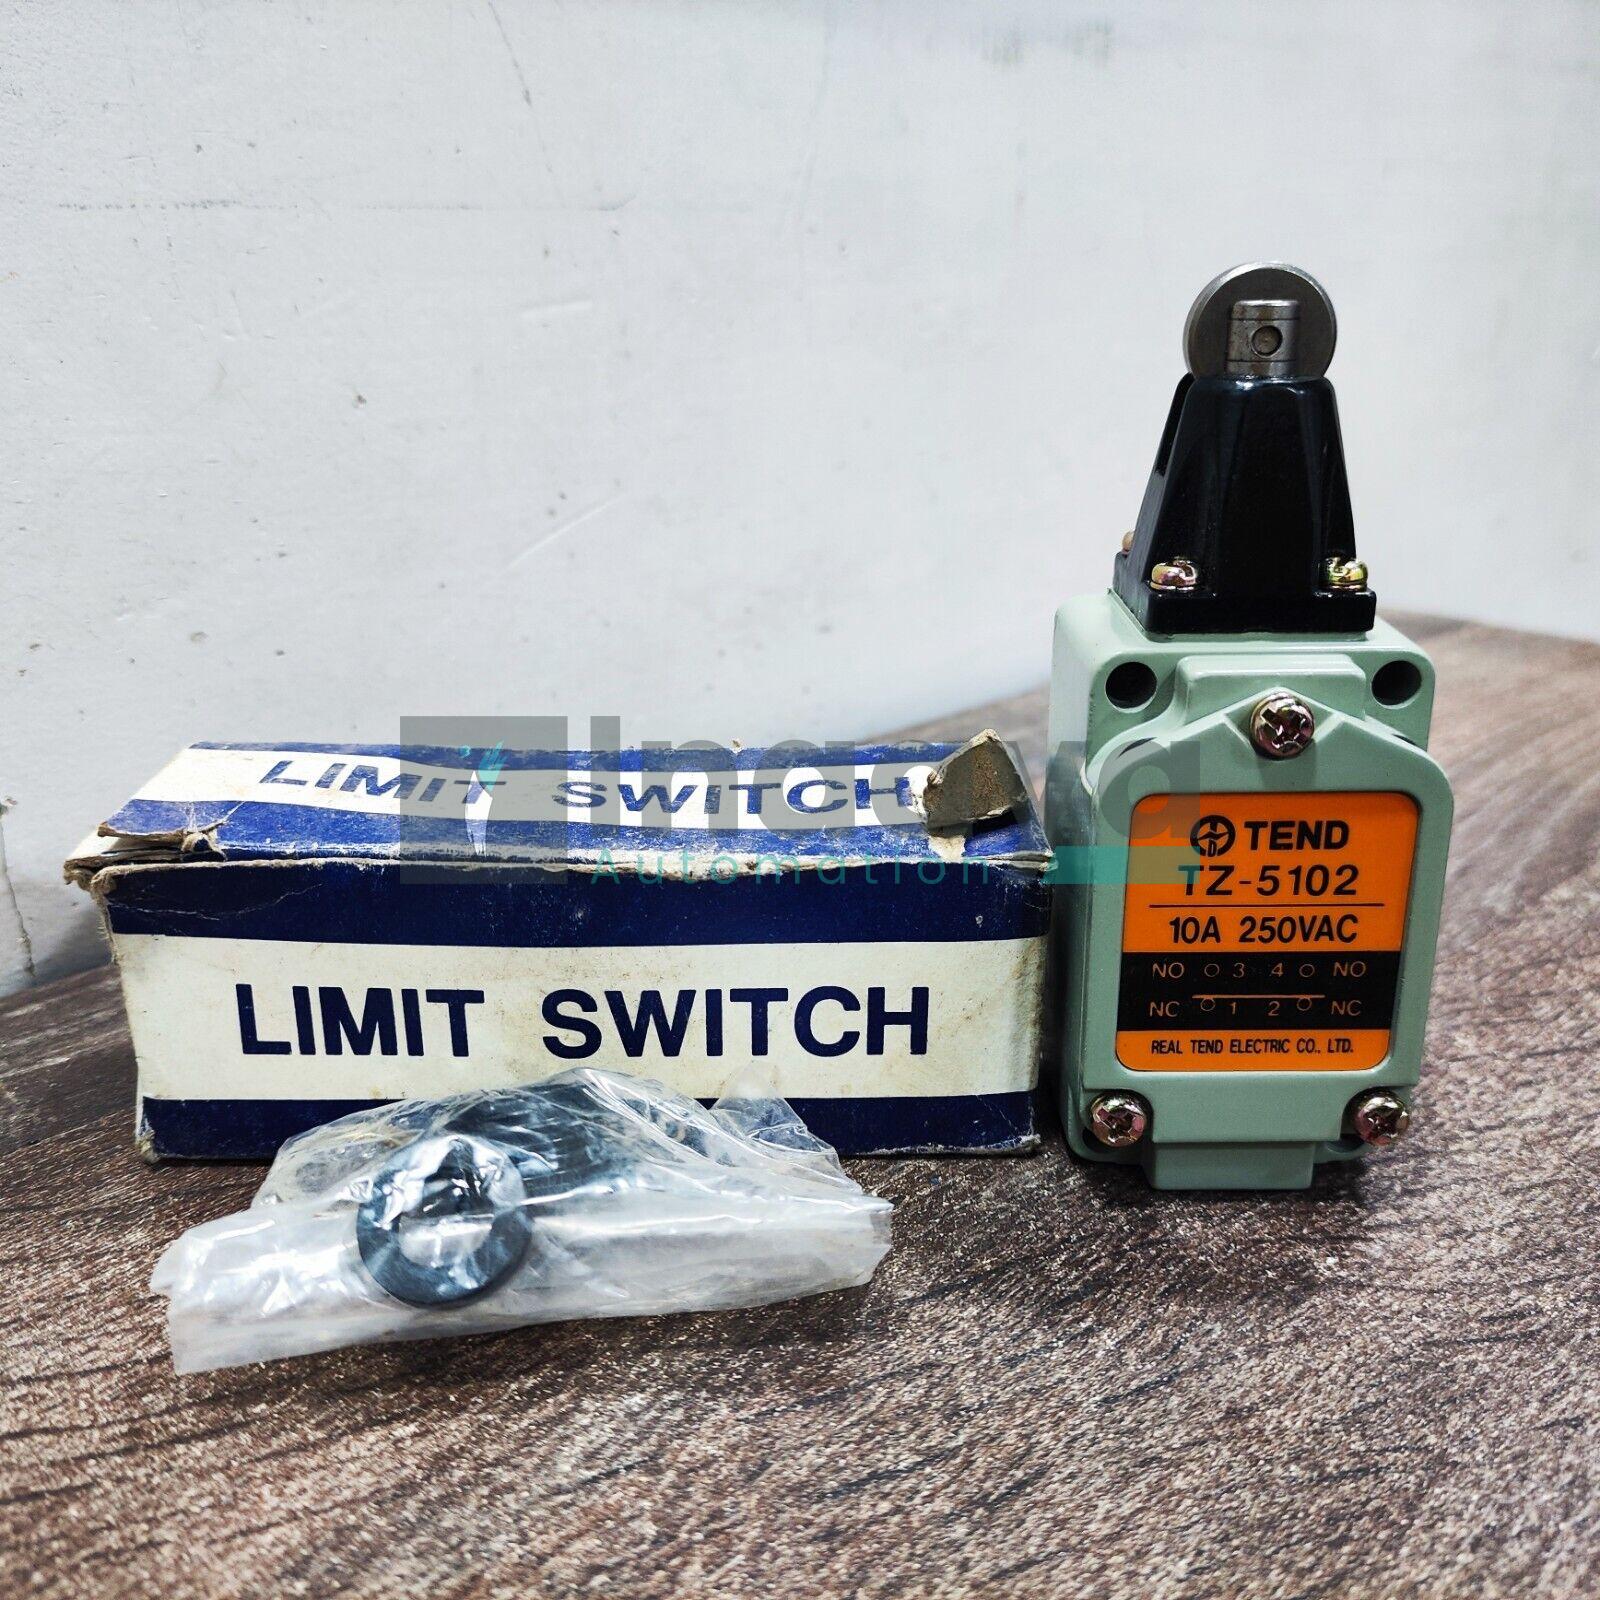 LIMIT SWITCH
Automation
LIMIT SWITCH
TEND
TZ-5102
10A 250VAC
NO 3 4 NO
NC 1 2 NC
REAL TEND ELECTRIC CO., LTD.